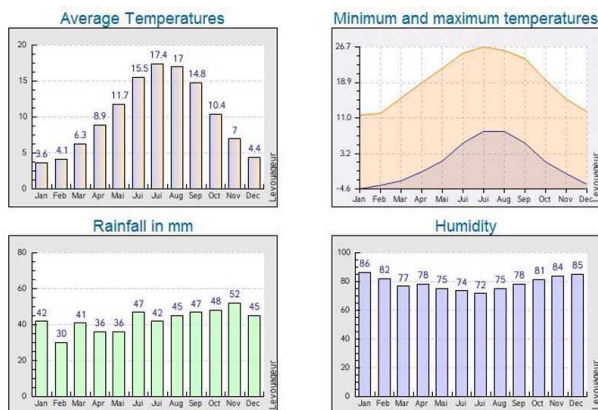 Average Temperatures
20
15
10
5
0
3.6 4.1 6.3 8.9 11.7 15.5 17.4 17 14.8 10.4 7 4.4
Jan Feb Mar Apr Mai Jui Jui Aug Sep Oct Nov Dec
Levoyageur
Minimum and maximum temperatures
26.7
18.9
11.0
3.2
-4.6
Jan Feb Mar Apr Mai Jui Jui Aug Sep Oct Nov Dec
Levoyageur
Rainfall in mm
80
60
40
20
0
42 30 41 36 36 47 42 45 47 48 52 45
Jan Feb Mar Apr Mai Jui Jui Aug Sep Oct Nov Dec
Levoyageur
Humidity
100
80
60
40
20
0
86 82 77 78 75 74 72 75 78 81 84 85
Jan Feb Mar Apr Mai Jui Jui Aug Sep Oct Nov Dec
Levoyageur